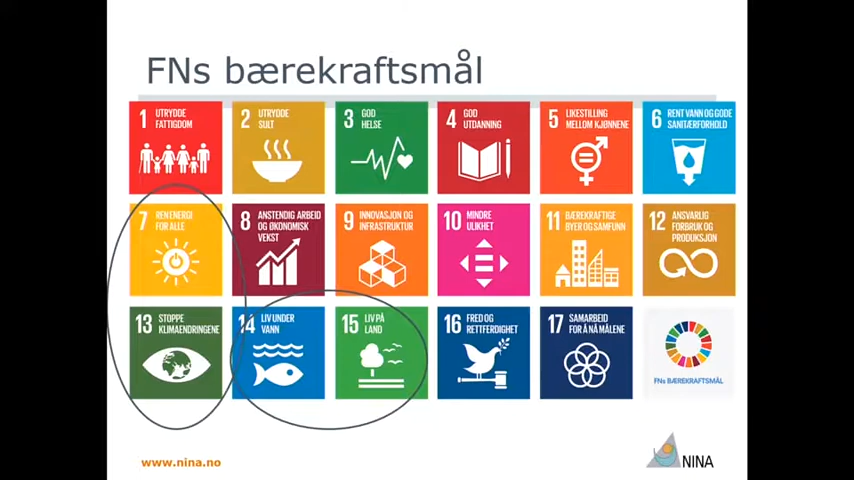 FNs bærekraftsmål
1 UTRYDDE
FATTIGDOM
2 UTRYDDE
SULT
3 GOD
HELSE
4 GOD
UTDANNING
5 LIKESTILLING
MELLOM KJØNNENE
6 RENT VANN OG GODE
SANITÆRFORHOLD
7 REN ENERGI
FOR ALLE
8 ANSTENDIG ARBEID
OG ØKONOMISK
VEKST
9 INNOVASJON OG
INFRASTRUKTUR
10 MINDRE
ULIKHET
11 BÆREKRAFTIGE
BYER OG SAMFUNN
12 ANSVARLIG
FORBRUK OG
PRODUKSJON
13 STOPPE
KLIMAENDRINGENE
14 LIV UNDER
VANN
15 LIV PÅ
LAND
16 FRED OG
RETTFERDIGHET
17 SAMARBEID
FOR Å NÅ MÅLENE
FNs BÆREKRAFTSMÅL
www.nina.no
NINA